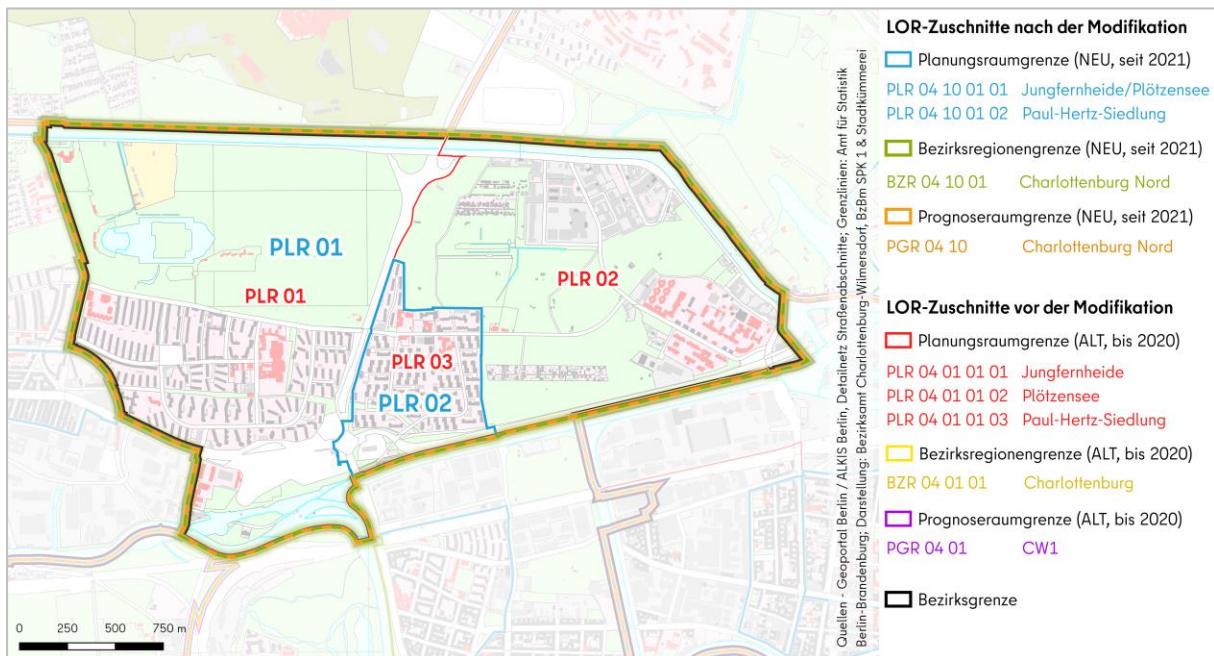 PLR 01
PLR 01
PLR 02
PLR 03
PLR 02
0 250 500 750 m
Quellen - Geoportal Berlin / ALKIS Berlin, Detailnetz Straßenabschnitte; Grenzlinien: Amt für Statistik
Berlin-Brandenburg; Darstellung: Bezirksamt Charlottenburg-Wilmersdorf, BzBm SPK 1 & Stadtkümmerei
LOR-Zuschnitte nach der Modifikation
Planungsraumgrenze (NEU, seit 2021)
PLR 04 10 01 01 Jungfernheide/Plötzensee
PLR 04 10 01 02 Paul-Hertz-Siedlung
Bezirksregionengrenze (NEU, seit 2021)
BZR 04 10 01 Charlottenburg Nord
Prognoseraumgrenze (NEU, seit 2021)
PGR 04 10 Charlottenburg Nord
LOR-Zuschnitte vor der Modifikation
Planungsraumgrenze (ALT, bis 2020)
PLR 04 01 01 01 Jungfernheide
PLR 04 01 01 02 Plötzensee
PLR 04 01 01 03 Paul-Hertz-Siedlung
Bezirksregionengrenze (ALT, bis 2020)
BZR 04 01 01 Charlottenburg
Prognoseraumgrenze (ALT, bis 2020)
PGR 04 01 CW1
Bezirksgrenze